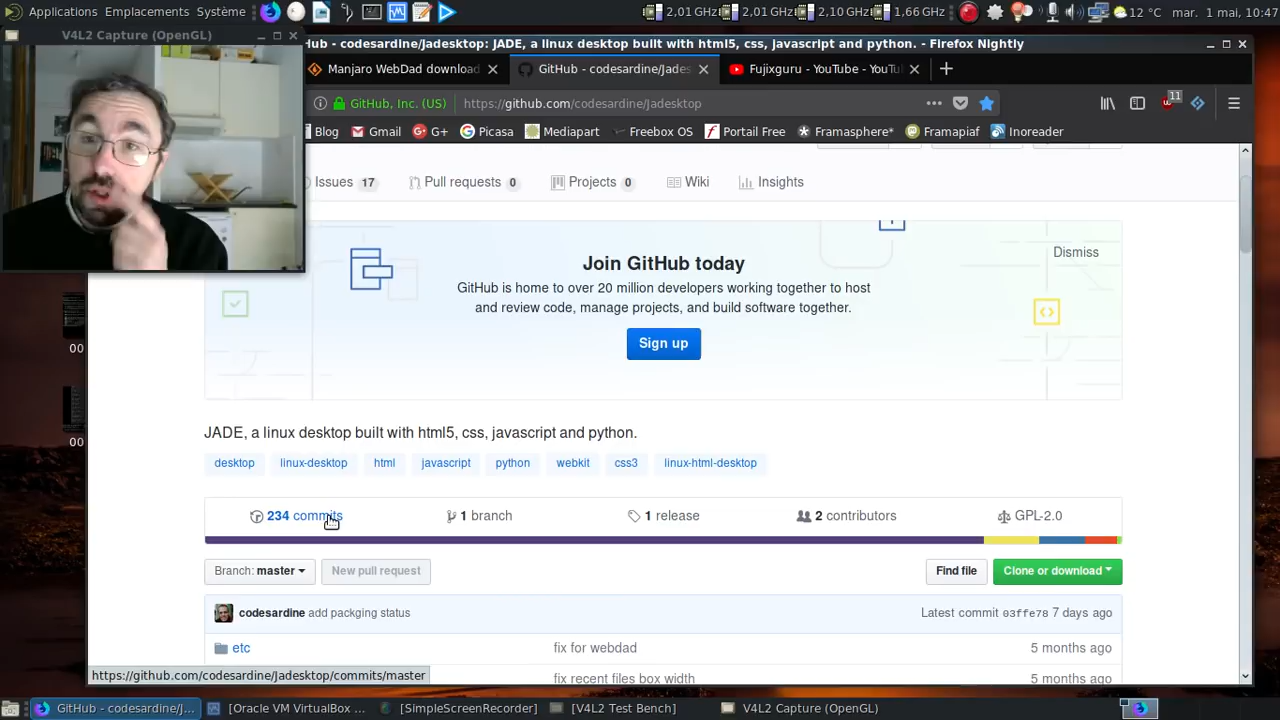 Applications Emplacements Système
2,01 GHz 2,01 GHz 2,10 GHz 1,66 GHz 12 °C mar. 1 mai, 10:47
V4L2 Capture (OpenGL)
Hub - codesardine/Jadesktop: JADE, a linux desktop built with html5, css, javascript and python. - Firefox Nightly
Manjaro WebDad download
GitHub - codesardine/Jades
Fujixguru - YouTube - YouTu
GitHub, Inc. (US) https://github.com/codesardine/Jadesktop
11
Blog Gmail G+ Picasa Mediapart Freebox OS Portail Free Framasphere* Framapiaf Inoreader
Issues 17 Pull requests 0 Projects 0 Wiki Insights
Dismiss
Join GitHub today
GitHub is home to over 20 million developers working together to host
and review code, manage projects, and build software together.
Sign up
00
00
JADE, a linux desktop built with html5, css, javascript and python.
desktop linux-desktop html javascript python webkit css3 linux-html-desktop
234 commits 1 branch 1 release 2 contributors GPL-2.0
Branch: master New pull request Find file Clone or download
codesardine add packging status Latest commit 03ffe78 7 days ago
etc fix for webdad 5 months ago
fix recent files box width 5 months ago
https://github.com/codesardine/Jadesktop/commits/master
GitHub - codesardine/J... [Oracle VM VirtualBox ... [SimpleScreenRecorder] [V4L2 Test Bench] V4L2 Capture (OpenGL)